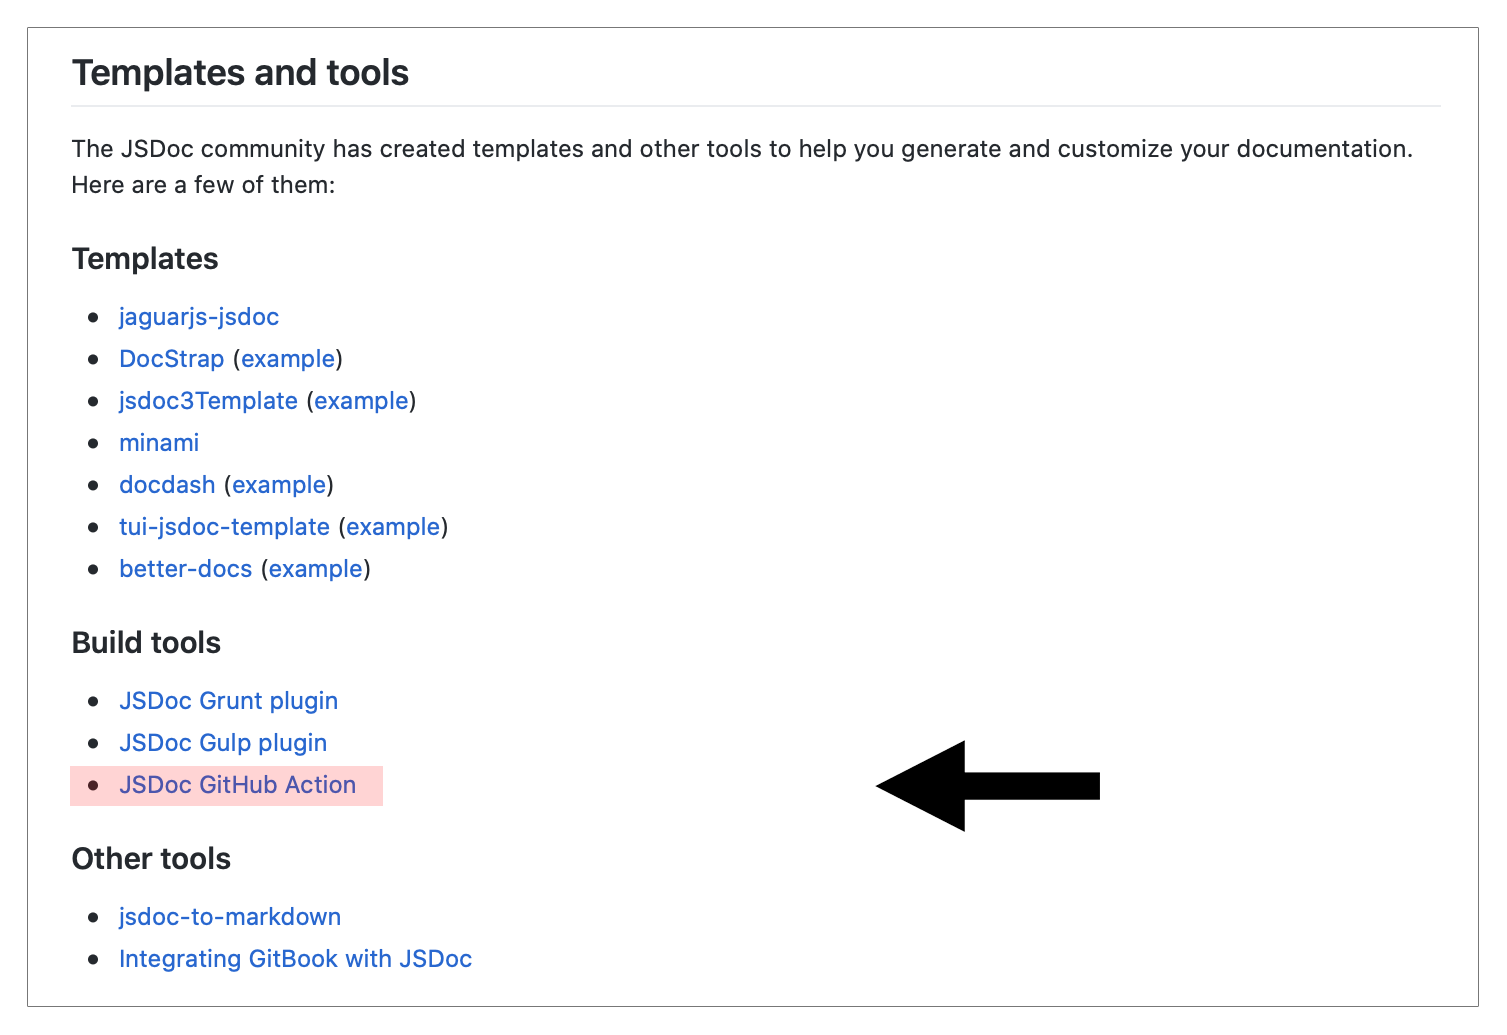 Templates and tools
The JSDoc community has created templates and other tools to help you generate and customize your documentation.
Here are a few of them:
Templates
• jaguarjs-jsdoc
• DocStrap (example)
• jsdoc3Template (example)
• minami
• docdash (example)
• tui-jsdoc-template (example)
• better-docs (example)
Build tools
• JSDoc Grunt plugin
• JSDoc Gulp plugin
• JSDoc GitHub Action
Other tools
• jsdoc-to-markdown
• Integrating GitBook with JSDoc